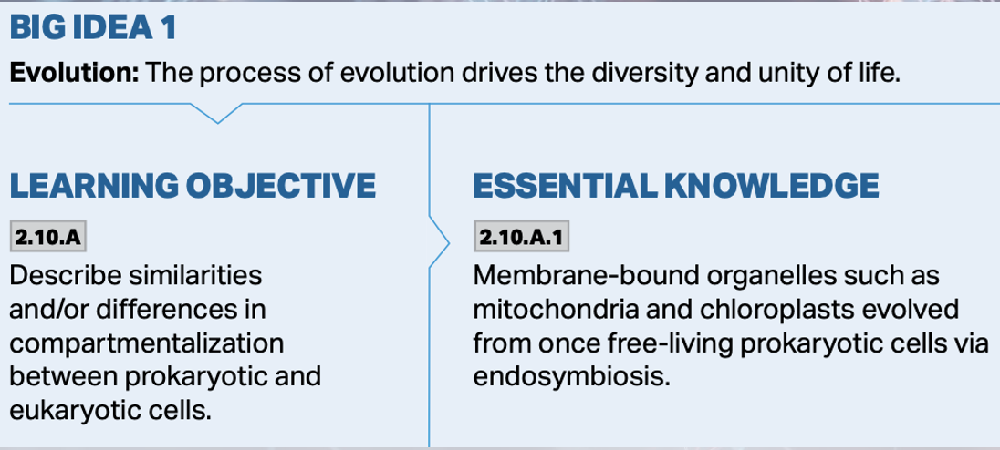 BIG IDEA 1
Evolution: The process of evolution drives the diversity and unity of life.
LEARNING OBJECTIVE
2.10.A
Describe similarities
and/or differences in
compartmentalization
between prokaryotic and
eukaryotic cells.
ESSENTIAL KNOWLEDGE
2.10.A.1
Membrane-bound organelles such as
mitochondria and chloroplasts evolved
from once free-living prokaryotic cells via
endosymbiosis.